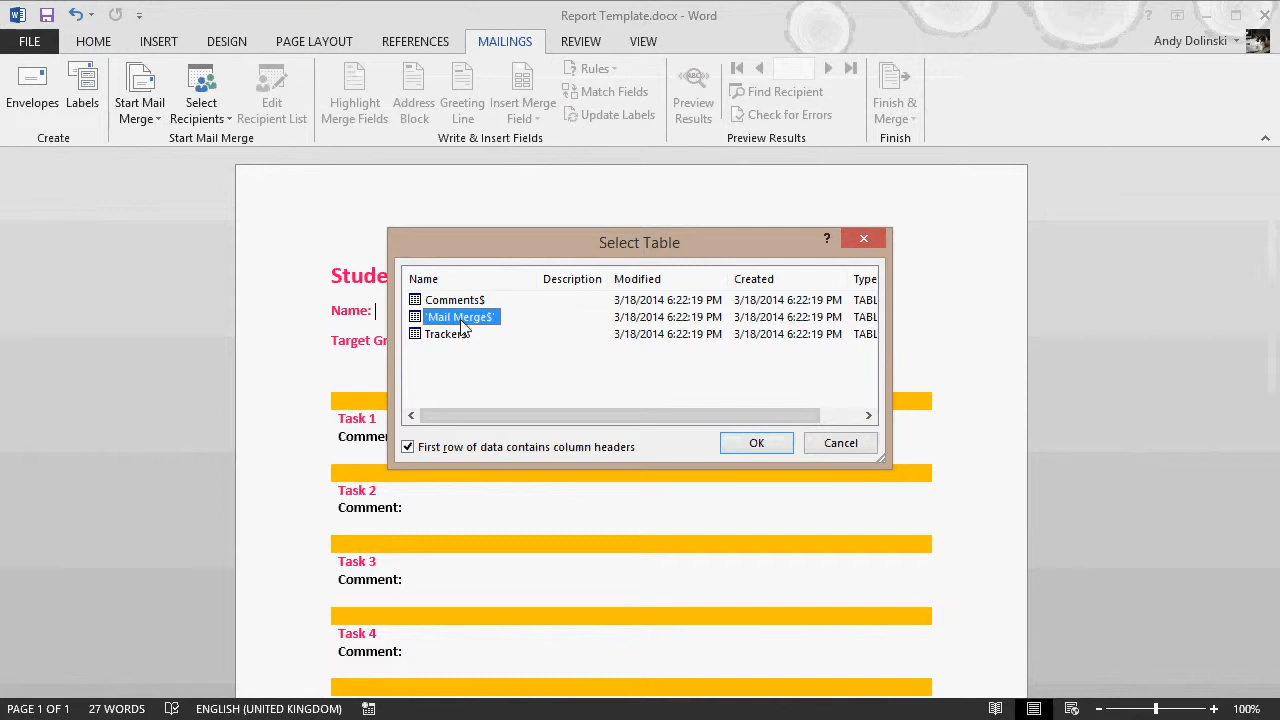 Report Template.docx - Word
FILE HOME INSERT DESIGN PAGE LAYOUT REFERENCES MAILINGS REVIEW VIEW Andy Dolinski
Envelopes Labels Start Mail Merge Select Recipients Edit Recipient List Highlight Merge Fields Address Block Greeting Line Insert Merge Field Rules Match Fields Update Labels Preview Results Find Recipient Check for Errors Finish & Merge
Create Start Mail Merge Write & Insert Fields Preview Results Finish
Select Table
Name Description Modified Created Type
Comments$ 3/18/2014 6:22:19 PM 3/18/2014 6:22:19 PM TABL
'Mail Merge$' 3/18/2014 6:22:19 PM 3/18/2014 6:22:19 PM TABL
Tracker$ 3/18/2014 6:22:19 PM 3/18/2014 6:22:19 PM TABL
First row of data contains column headers OK Cancel
Stude
Name:
Target Gr
Task 1
Comme
Task 2
Comment:
Task 3
Comment:
Task 4
Comment:
PAGE 1 OF 1 27 WORDS ENGLISH (UNITED KINGDOM) 100%